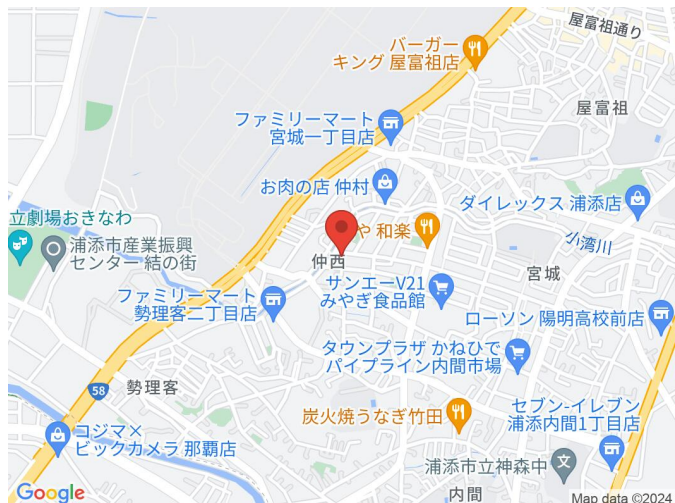 屋富祖通り
バーガー
キング 屋富祖店
屋富祖
ファミリーマート
宮城一丁目店
お肉の店 仲村
ダイレックス 浦添店
立劇場おきなわ
や 和楽
小湾川
浦添市産業振興
センター 結の街
仲西
宮城
サンエーV21
みやぎ食品館
ファミリーマート
勢理客二丁目店
ローソン 陽明高校前店
タウンプラザ かねひで
パイプライン内間市場
58
勢理客
炭火焼うなぎ竹田
セブン-イレブン
浦添内間1丁目店
コジマ×
ビックカメラ 那覇店
浦添市立神森中
文
内間
Google
Map data ©2024